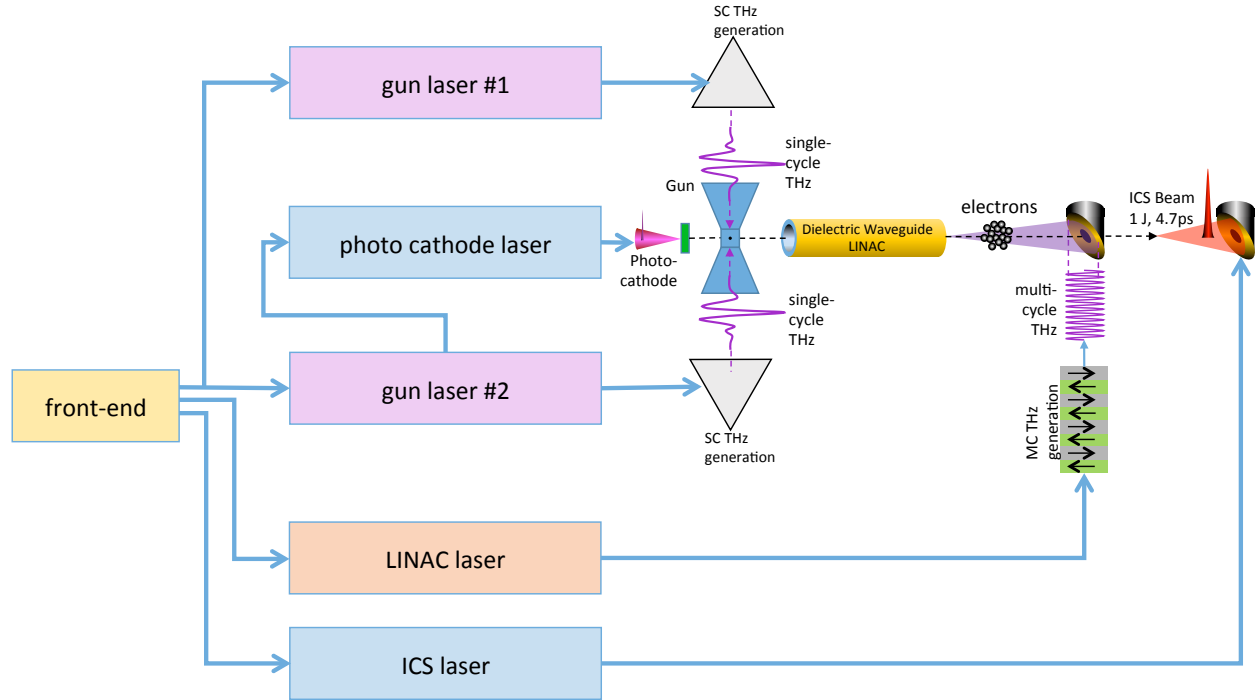 SC THz
generation
gun laser #1
single-
cycle
THz
Gun
photo cathode laser
Photo-
cathode
Dielectric Waveguide
LINAC
electrons
ICS Beam
1 J, 4.7ps
single-
cycle
THz
multi-
cycle
THz
front-end
gun laser #2
SC THz
generation
MC THz
generation
LINAC laser
ICS laser